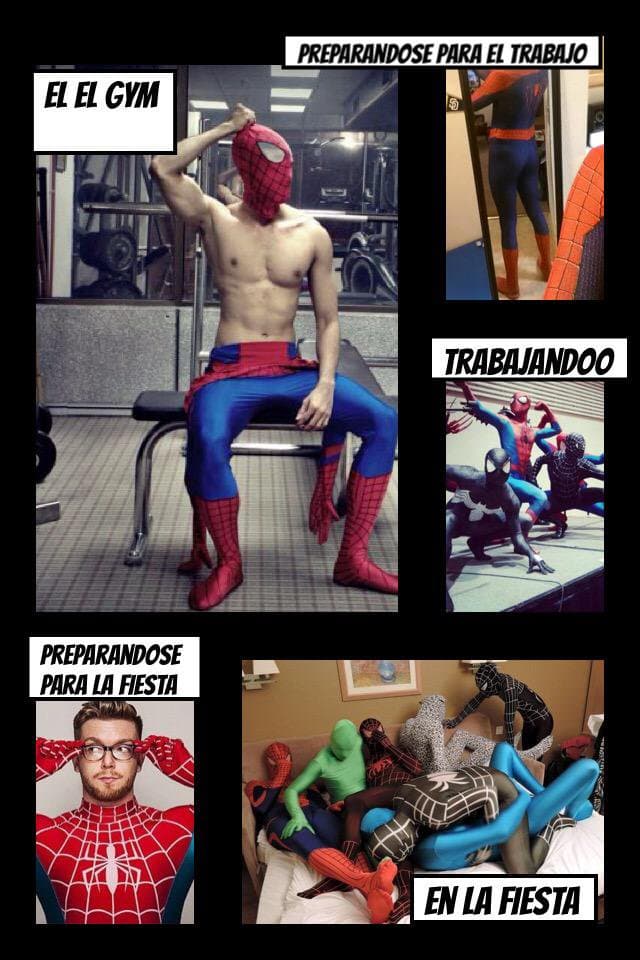 PREPARANDOSE PARA EL TRABAJO
EL EL GYM
TRABAJANDOO
PREPARANDOSE
PARA LA FIESTA
EN LA FIESTA